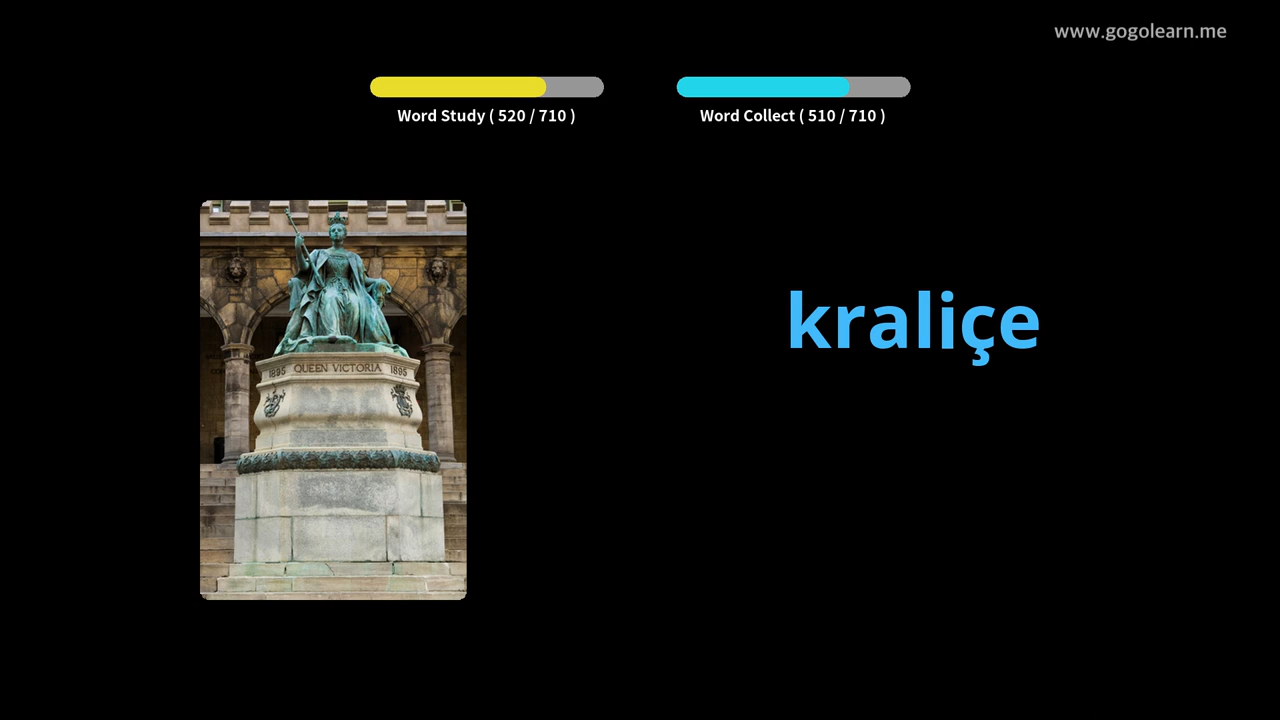 www.gogolearn.me
Word Study ( 520 / 710 )
Word Collect ( 510 / 710 )
kraliçe
1895 QUEEN VICTORIA 1895